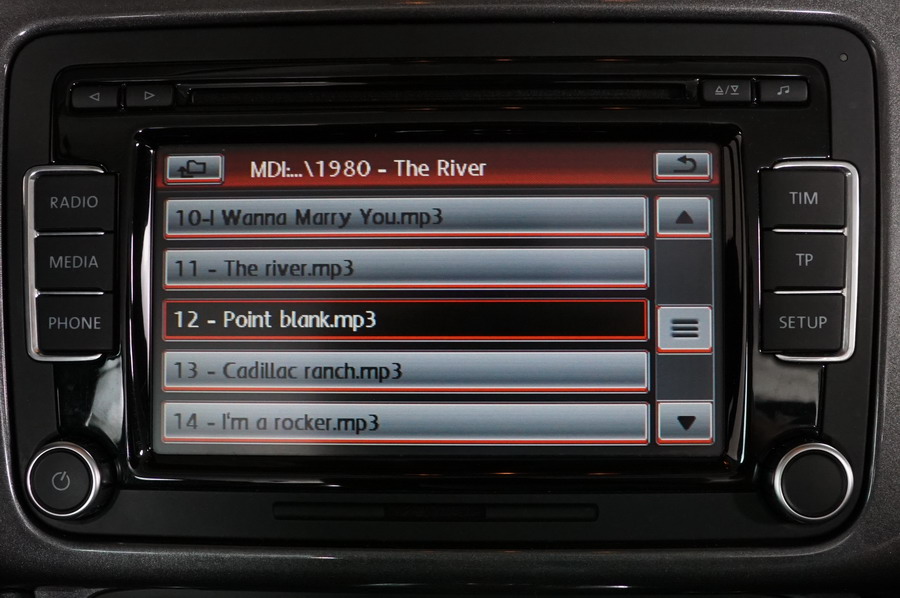 MDI:...\1980 - The River
RADIO
MEDIA
PHONE
10-I Wanna Marry You.mp3
11 - The river.mp3
12 - Point blank.mp3
13 - Cadillac ranch.mp3
14 - I'm a rocker.mp3
TIM
TP
SETUP